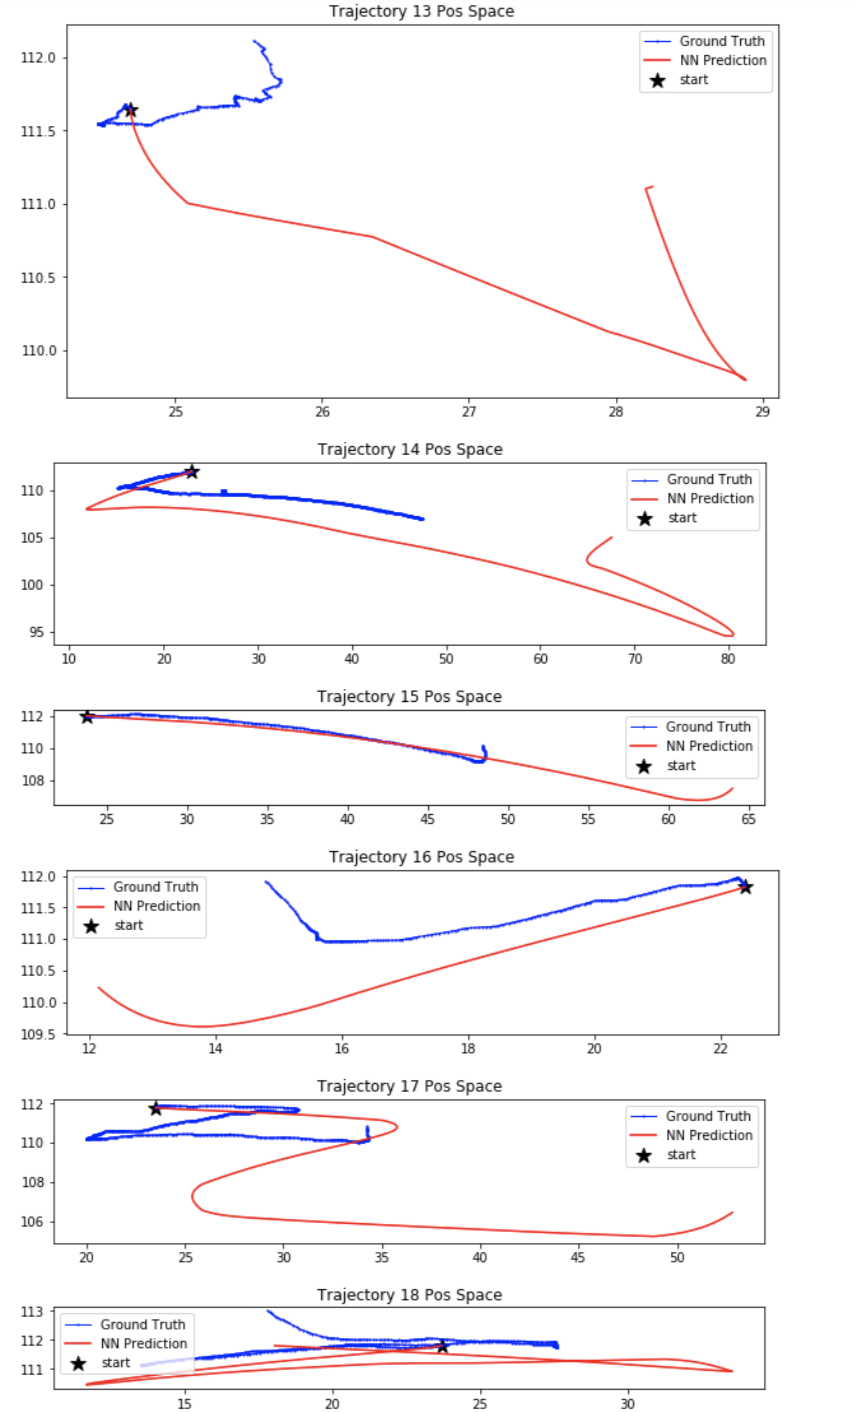 Trajectory 13 Pos Space
Ground Truth
NN Prediction
start
112.0
111.5
111.0
110.5
110.0
25 26 27 28 29
Trajectory 14 Pos Space
Ground Truth
NN Prediction
start
110
105
100
95
10 20 30 40 50 60 70 80
Trajectory 15 Pos Space
Ground Truth
NN Prediction
start
112
110
108
25 30 35 40 45 50 55 60 65
Trajectory 16 Pos Space
Ground Truth
NN Prediction
start
112.0
111.5
111.0
110.5
110.0
109.5
12 14 16 18 20 22
Trajectory 17 Pos Space
Ground Truth
NN Prediction
start
112
110
108
106
20 25 30 35 40 45 50
Trajectory 18 Pos Space
Ground Truth
NN Prediction
start
113
112
111
15 20 25 30